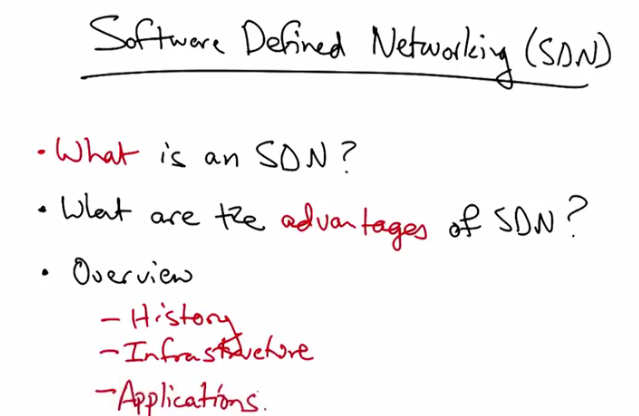 Software Defined Networking (SDN)
• What is an SDN?
• What are the advantages of SDN?
• Overview
– History
– Infrastructure
– Applications.